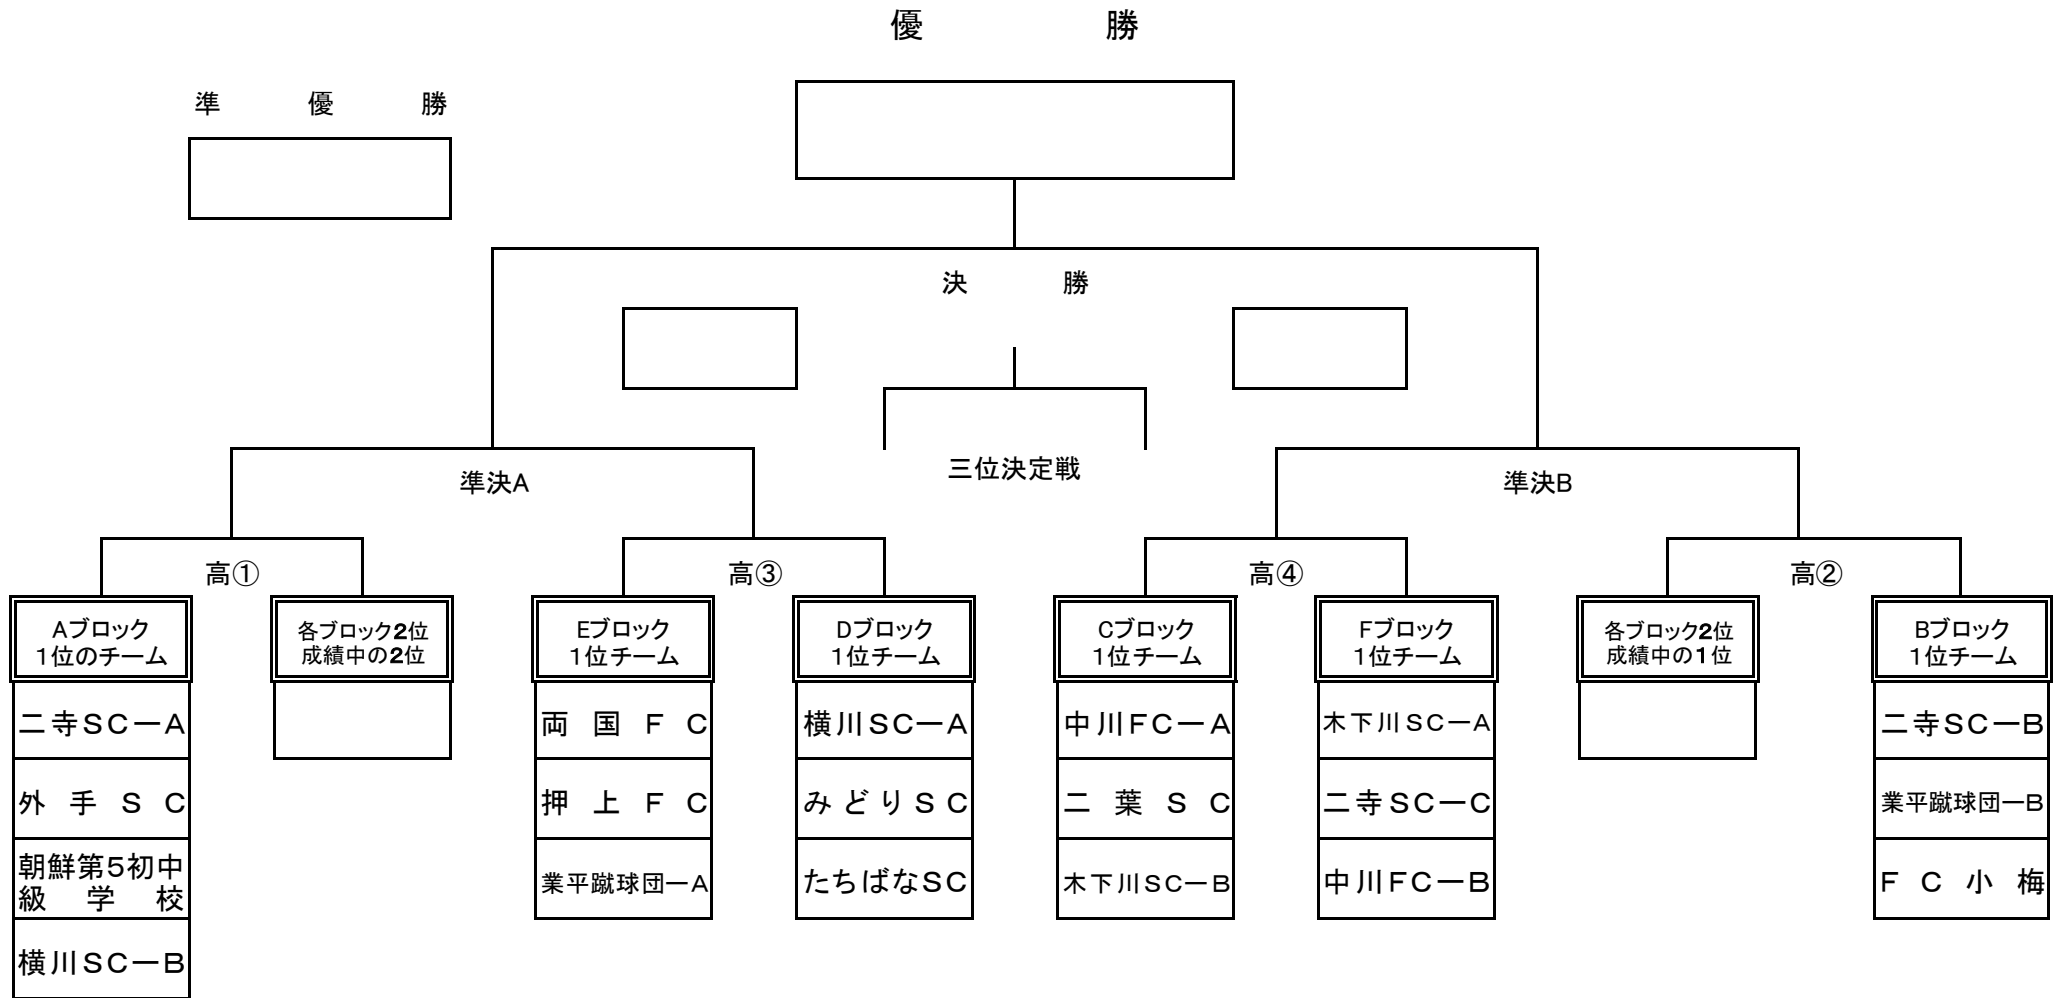 優勝
準優勝
決勝
三位決定戦
準決A
準決B
高①
高③
高④
高②
Aブロック
1位のチーム
各ブロック2位
成績中の2位
Eブロック
1位チーム
Dブロック
1位チーム
Cブロック
1位チーム
Fブロック
1位チーム
各ブロック2位
成績中の1位
Bブロック
1位チーム
二寺SCーA
両国FC
横川SCーA
中川FCーA
木下川SCーA
二寺SCーB
外手SC
押上FC
みどりSC
二葉SC
二寺SCーC
業平蹴球団ーB
朝鮮第5初中
級学校
業平蹴球団ーA
たちばなSC
木下川SCーB
中川FCーB
FC小梅
横川SCーB